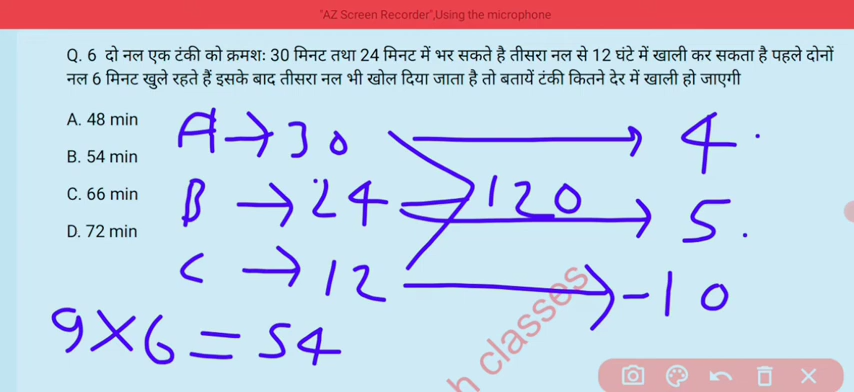 "AZ Screen Recorder",Using the microphone
Q. 6 दो नल एक टंकी को क्रमशः 30 मिनट तथा 24 मिनट में भर सकते है तीसरा नल से 12 घंटे में खाली कर सकता है पहले दोनों
नल 6 मिनट खुले रहते हैं इसके बाद तीसरा नल भी खोल दिया जाता है तो बतायें टंकी कितने देर में खाली हो जाएगी
A. 48 min
B. 54 min
C. 66 min
D. 72 min
A → 30 → 4
B → 24 120 → 5
C → 12 → -10
9 × 6 = 54
h classes